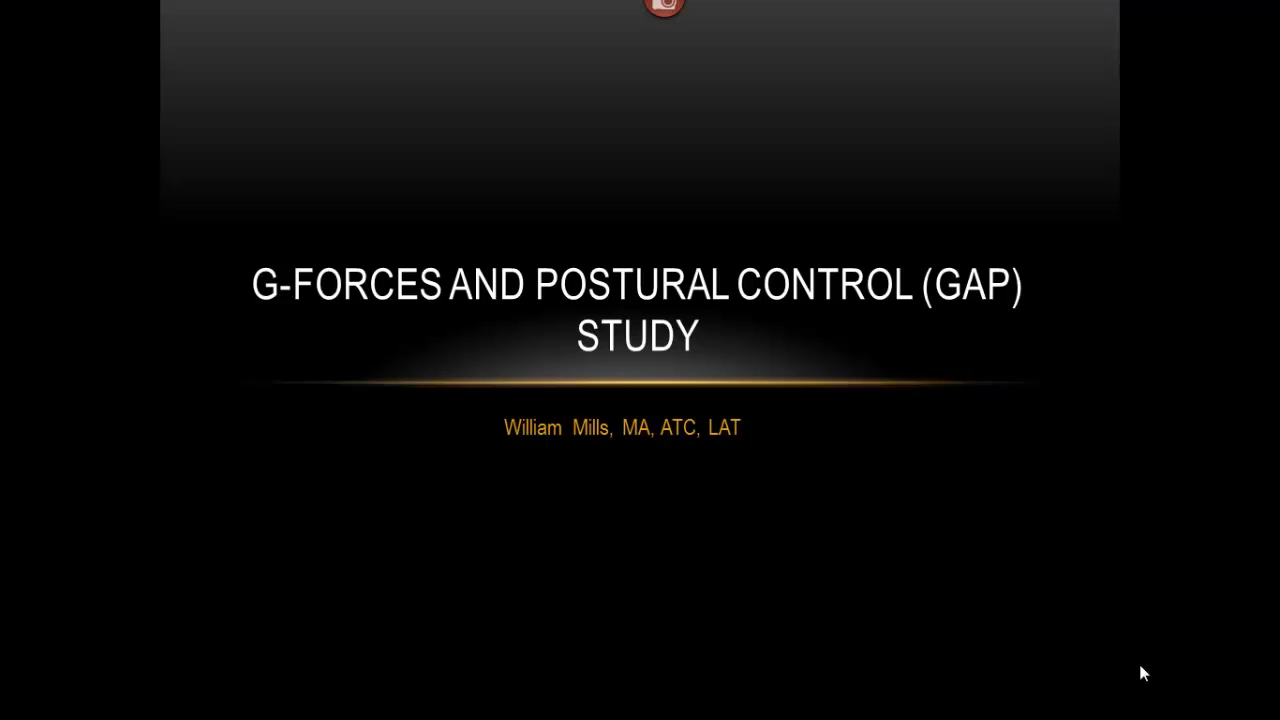 G-FORCES AND POSTURAL CONTROL (GAP)
STUDY
William Mills, MA, ATC, LAT